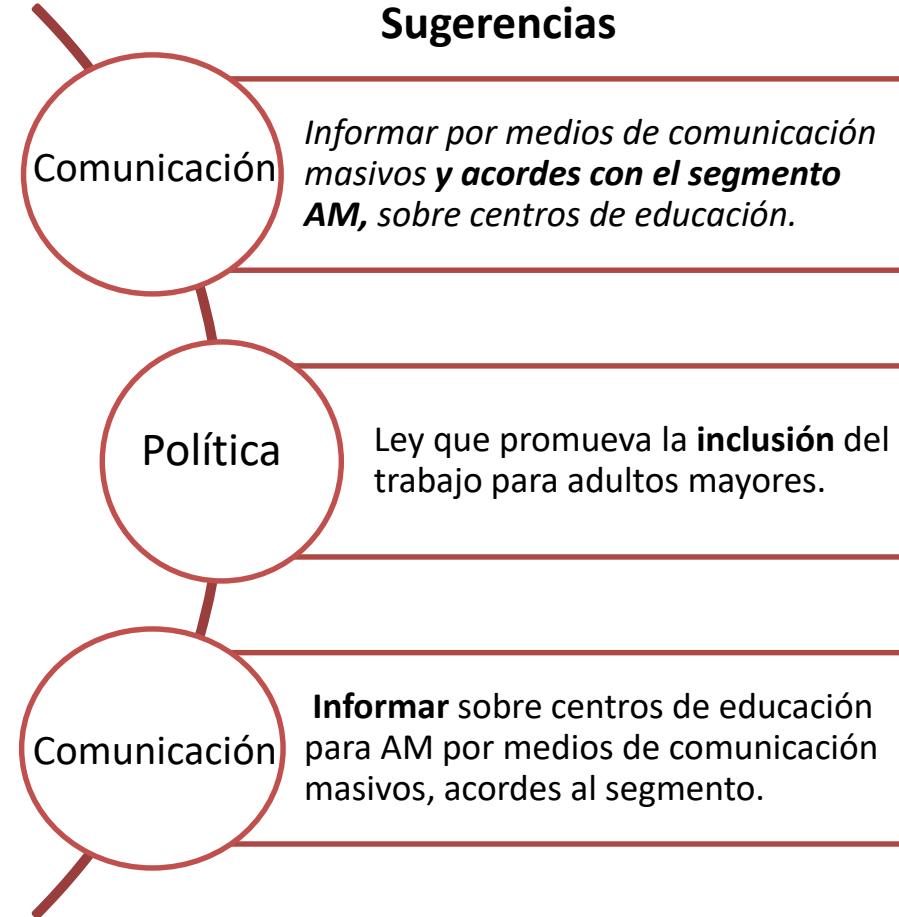 Sugerencias
Comunicación
Informar por medios de comunicación
masivos y acordes con el segmento
AM, sobre centros de educación.
Política
Ley que promueva la inclusión del
trabajo para adultos mayores.
Comunicación
Informar sobre centros de educación
para AM por medios de comunicación
masivos, acordes al segmento.